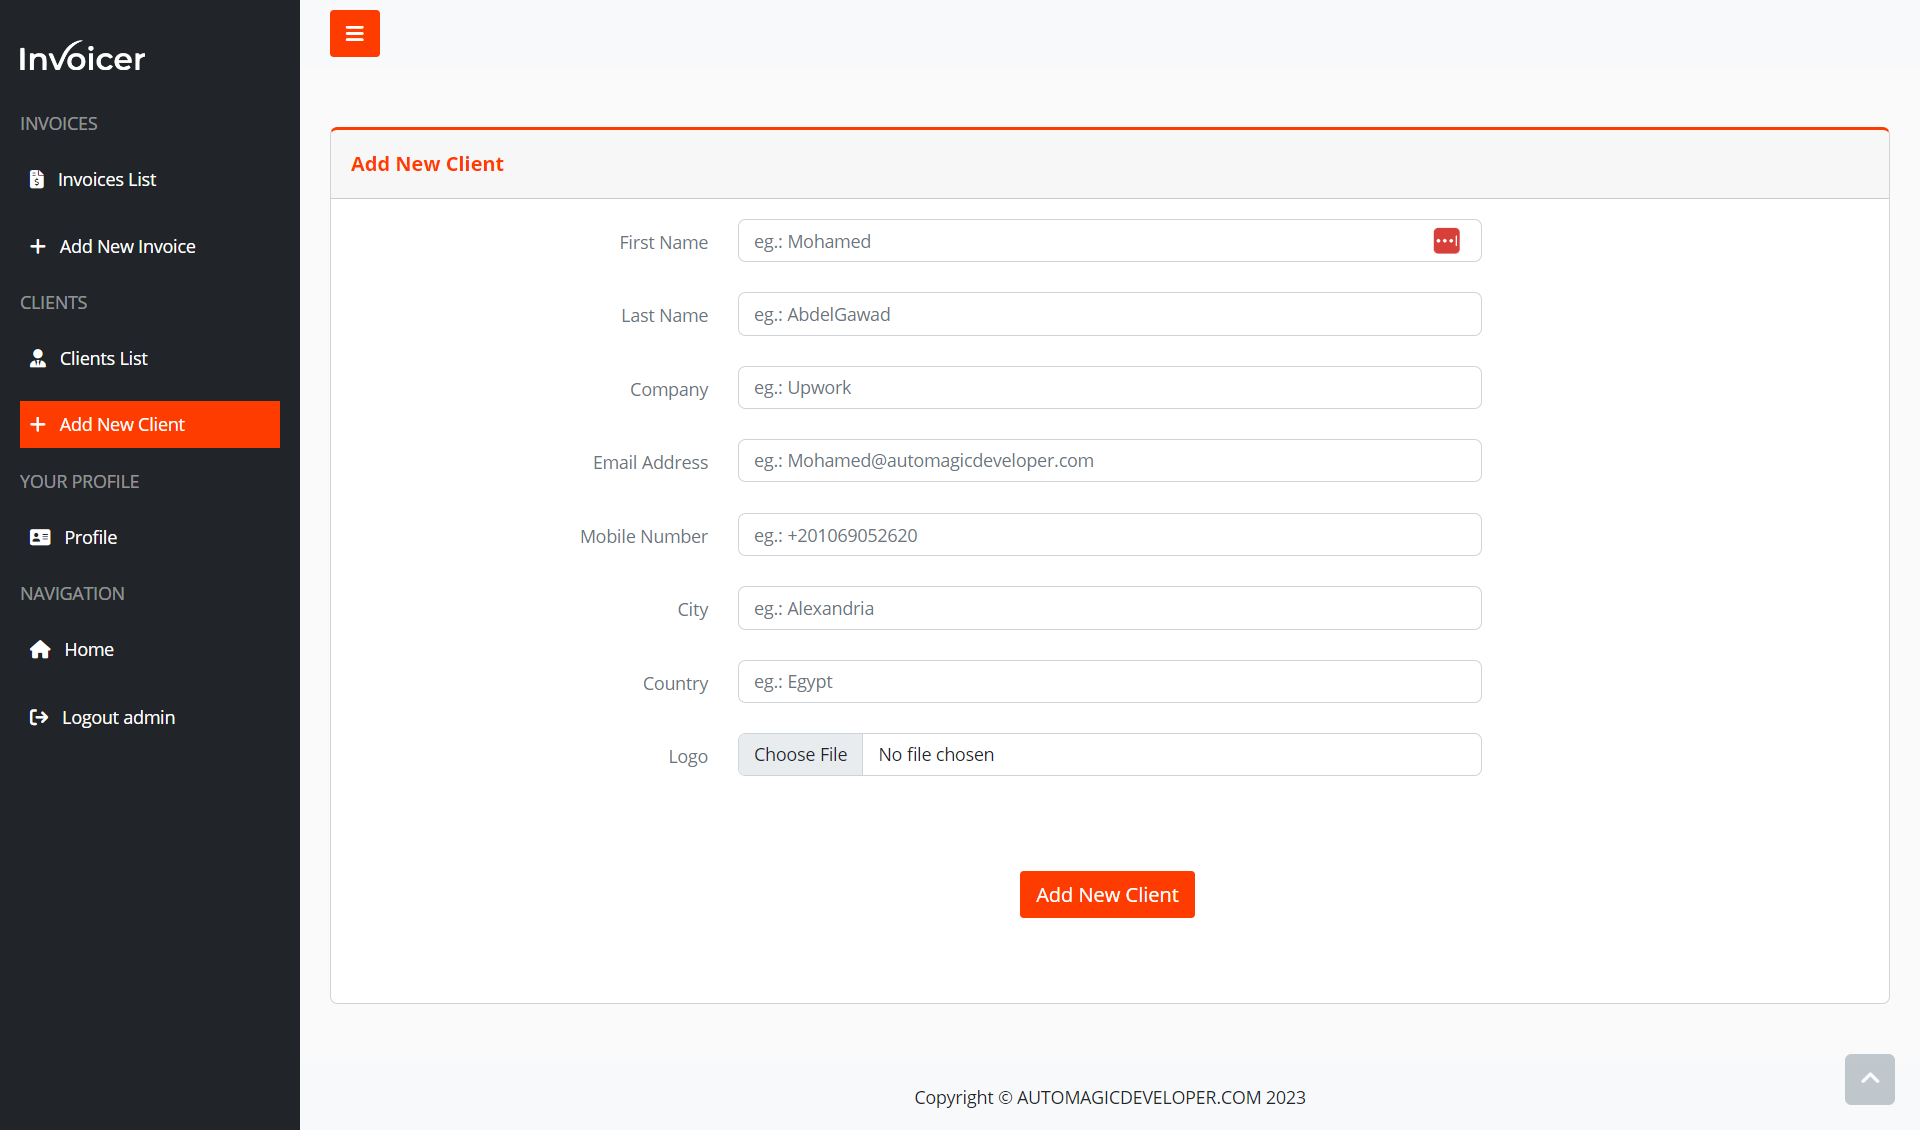 Invoicer
INVOICES
Invoices List
Add New Invoice
CLIENTS
Clients List
Add New Client
YOUR PROFILE
Profile
NAVIGATION
Home
Logout admin
Add New Client
First Name
eg.: Mohamed
Last Name
eg.: AbdelGawad
Company
eg.: Upwork
Email Address
eg.: Mohamed@automagicdeveloper.com
Mobile Number
eg.: +201069052620
City
eg.: Alexandria
Country
eg.: Egypt
Logo
Choose File No file chosen
Add New Client
Copyright © AUTOMAGICDEVELOPER.COM 2023